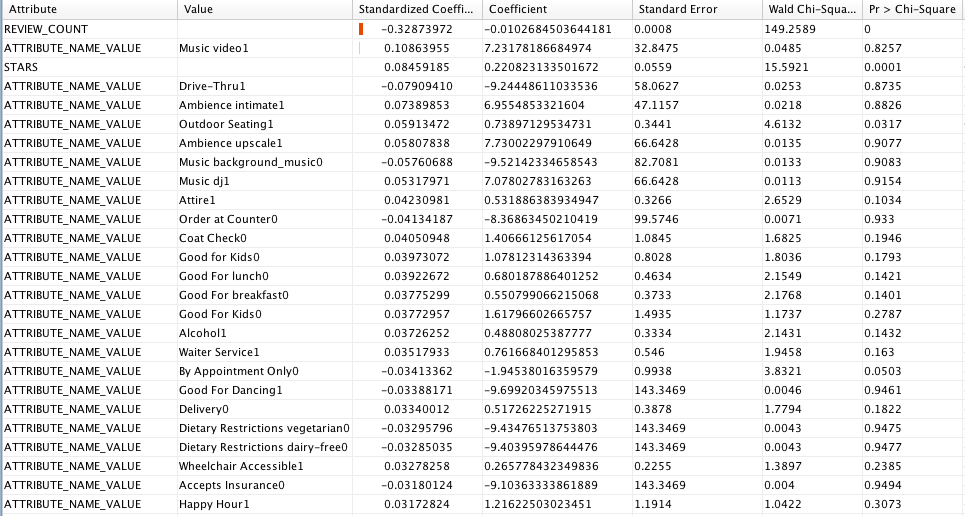 Attribute Value Standardized Coeffi... Coefficient Standard Error Wald Chi-Squa... Pr > Chi-Square
REVIEW_COUNT −0.32873972 −0.0102684503644181 0.0008 149.2589 0
ATTRIBUTE_NAME_VALUE Music video1 0.10863955 7.23178186684974 32.8475 0.0485 0.8257
STARS 0.08459185 0.220823133501672 0.0559 15.5921 0.0001
ATTRIBUTE_NAME_VALUE Drive-Thru1 −0.07909410 −9.24448611033536 58.0627 0.0253 0.8735
ATTRIBUTE_NAME_VALUE Ambience intimate1 0.07389853 6.9554853321604 47.1157 0.0218 0.8826
ATTRIBUTE_NAME_VALUE Outdoor Seating1 0.05913472 0.73897129534731 0.3441 4.6132 0.0317
ATTRIBUTE_NAME_VALUE Ambience upscale1 0.05807838 7.73002297910649 66.6428 0.0135 0.9077
ATTRIBUTE_NAME_VALUE Music background_music0 −0.05760688 −9.52142334658543 82.7081 0.0133 0.9083
ATTRIBUTE_NAME_VALUE Music dj1 0.05317971 7.07802783163263 66.6428 0.0113 0.9154
ATTRIBUTE_NAME_VALUE Attire1 0.04230981 0.531886383934947 0.3266 2.6529 0.1034
ATTRIBUTE_NAME_VALUE Order at Counter0 −0.04134187 −8.36863450210419 99.5746 0.0071 0.933
ATTRIBUTE_NAME_VALUE Coat Check0 0.04050948 1.40666125617054 1.0845 1.6825 0.1946
ATTRIBUTE_NAME_VALUE Good for Kids0 0.03973072 1.07812314363394 0.8028 1.8036 0.1793
ATTRIBUTE_NAME_VALUE Good For lunch0 0.03922672 0.680187886401252 0.4634 2.1549 0.1421
ATTRIBUTE_NAME_VALUE Good For breakfast0 0.03775299 0.550799066215068 0.3733 2.1768 0.1401
ATTRIBUTE_NAME_VALUE Good For Kids0 0.03772957 1.61796602665757 1.4935 1.1737 0.2787
ATTRIBUTE_NAME_VALUE Alcohol1 0.03726252 0.48808025387777 0.3334 2.1431 0.1432
ATTRIBUTE_NAME_VALUE Waiter Service1 0.03517933 0.761668401295853 0.546 1.9458 0.163
ATTRIBUTE_NAME_VALUE By Appointment Only0 −0.03413362 −1.94538016359579 0.9938 3.8321 0.0503
ATTRIBUTE_NAME_VALUE Good For Dancing1 −0.03388171 −9.69920345975513 143.3469 0.0046 0.9461
ATTRIBUTE_NAME_VALUE Delivery0 0.03340012 0.51726225271915 0.3878 1.7794 0.1822
ATTRIBUTE_NAME_VALUE Dietary Restrictions vegetarian0 −0.03295796 −9.43476513753803 143.3469 0.0043 0.9475
ATTRIBUTE_NAME_VALUE Dietary Restrictions dairy-free0 −0.03285035 −9.40395978644476 143.3469 0.0043 0.9477
ATTRIBUTE_NAME_VALUE Wheelchair Accessible1 0.03278258 0.265778432349836 0.2255 1.3897 0.2385
ATTRIBUTE_NAME_VALUE Accepts Insurance0 −0.03180124 −9.10363333861889 143.3469 0.004 0.9494
ATTRIBUTE_NAME_VALUE Happy Hour1 0.03172824 1.21622503023451 1.1914 1.0422 0.3073